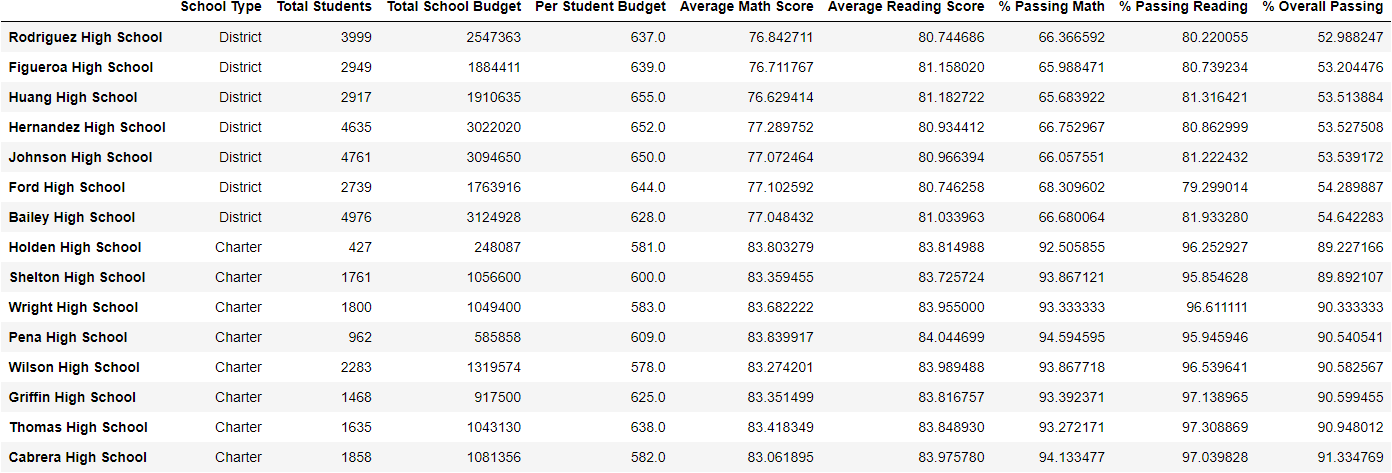 School Type Total Students Total School Budget Per Student Budget Average Math Score Average Reading Score % Passing Math % Passing Reading % Overall Passing
Rodriguez High School District 3999 2547363 637.0 76.842711 80.744686 66.366592 80.220055 52.988247
Figueroa High School District 2949 1884411 639.0 76.711767 81.158020 65.988471 80.739234 53.204476
Huang High School District 2917 1910635 655.0 76.629414 81.182722 65.683922 81.316421 53.513884
Hernandez High School District 4635 3022020 652.0 77.289752 80.934412 66.752967 80.862999 53.527508
Johnson High School District 4761 3094650 650.0 77.072464 80.966394 66.057551 81.222432 53.539172
Ford High School District 2739 1763916 644.0 77.102592 80.746258 68.309602 79.299014 54.289887
Bailey High School District 4976 3124928 628.0 77.048432 81.033963 66.680064 81.933280 54.642283
Holden High School Charter 427 248087 581.0 83.803279 83.814988 92.505855 96.252927 89.227166
Shelton High School Charter 1761 1056600 600.0 83.359455 83.725724 93.867121 95.854628 89.892107
Wright High School Charter 1800 1049400 583.0 83.682222 83.955000 93.333333 96.611111 90.333333
Pena High School Charter 962 585858 609.0 83.839917 84.044699 94.594595 95.945946 90.540541
Wilson High School Charter 2283 1319574 578.0 83.274201 83.989488 93.867718 96.539641 90.582567
Griffin High School Charter 1468 917500 625.0 83.351499 83.816757 93.392371 97.138965 90.599455
Thomas High School Charter 1635 1043130 638.0 83.418349 83.848930 93.272171 97.308869 90.948012
Cabrera High School Charter 1858 1081356 582.0 83.061895 83.975780 94.133477 97.039828 91.334769